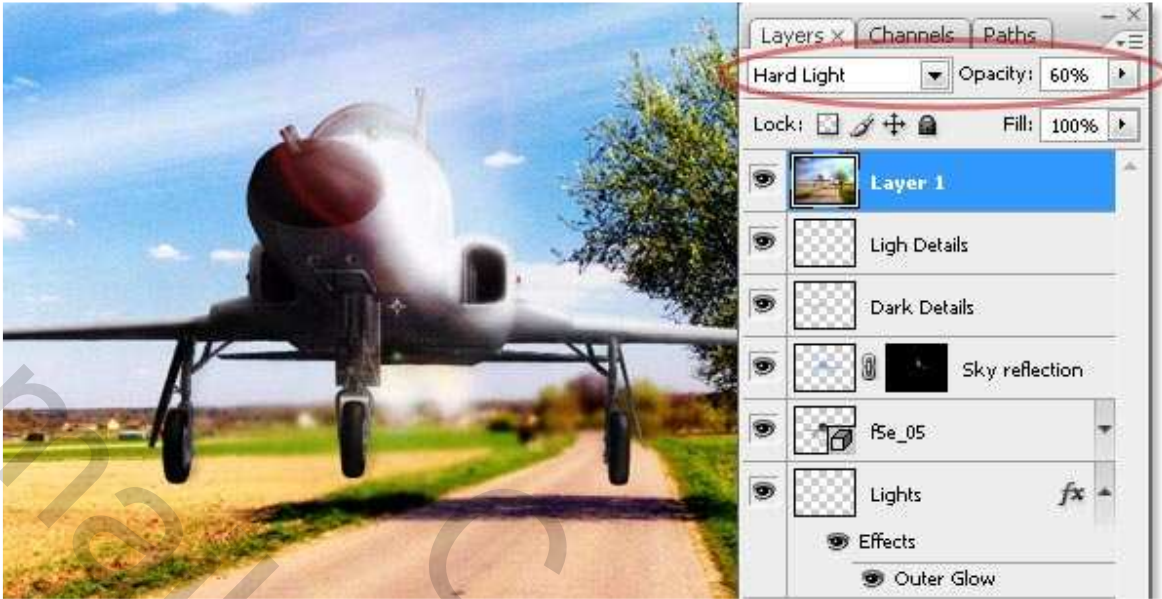 Layers × Channels Paths
Hard Light Opacity: 60%
Lock: Fill: 100%
Layer 1
Ligh Details
Dark Details
Sky reflection
f5e_05
Lights fx
Effects
Outer Glow